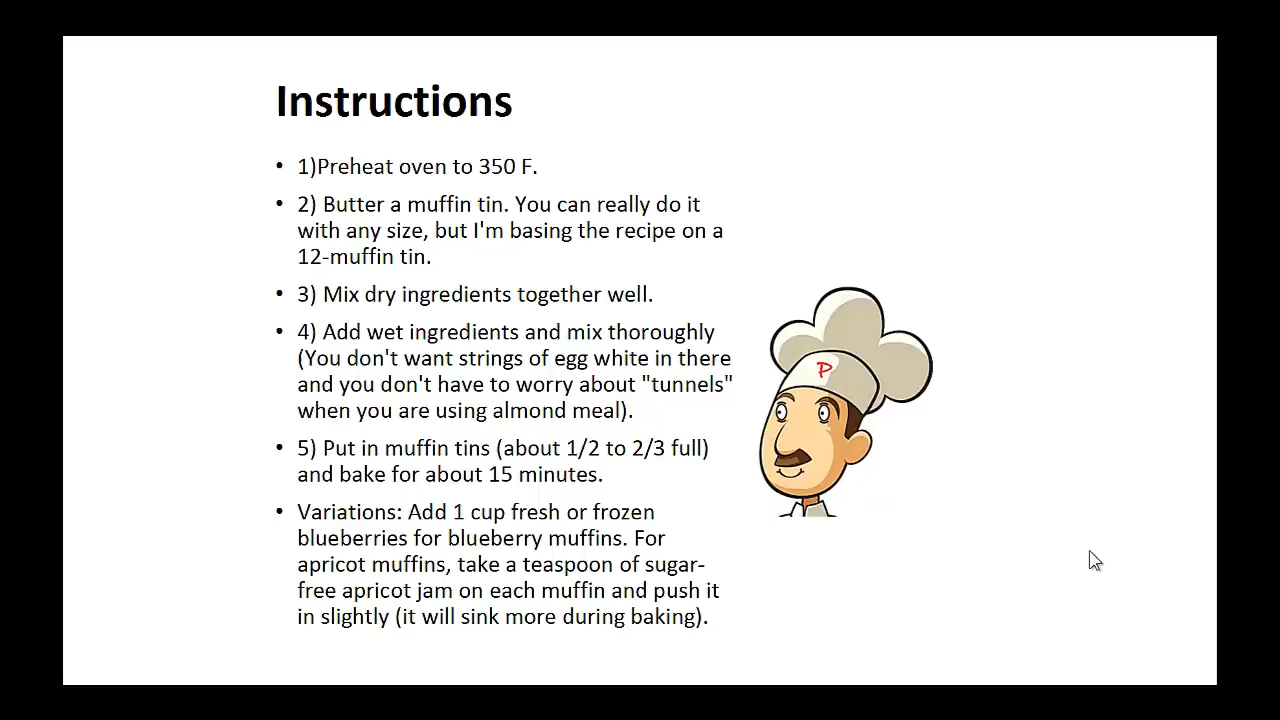 Instructions
• 1)Preheat oven to 350 F.
• 2) Butter a muffin tin. You can really do it
with any size, but I'm basing the recipe on a
12-muffin tin.
• 3) Mix dry ingredients together well.
• 4) Add wet ingredients and mix thoroughly
(You don't want strings of egg white in there
and you don't have to worry about "tunnels"
when you are using almond meal).
• 5) Put in muffin tins (about 1/2 to 2/3 full)
and bake for about 15 minutes.
• Variations: Add 1 cup fresh or frozen
blueberries for blueberry muffins. For
apricot muffins, take a teaspoon of sugar-
free apricot jam on each muffin and push it
in slightly (it will sink more during baking).
P